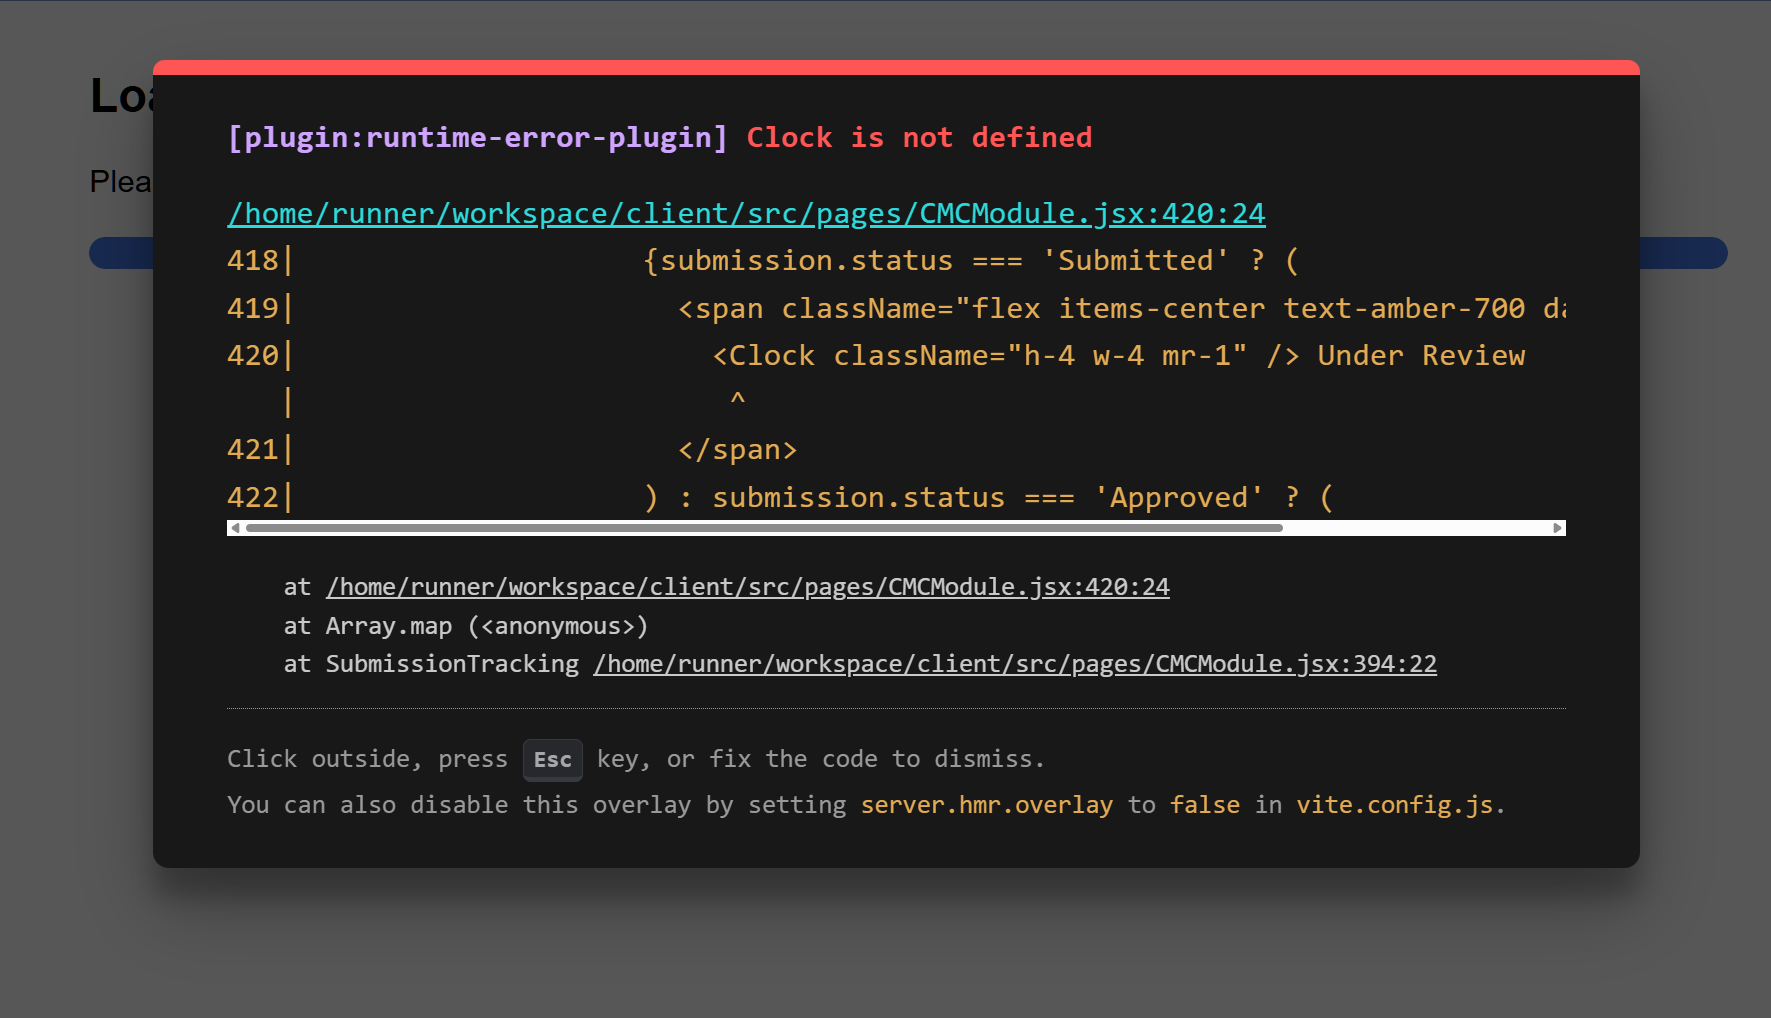 Loa
[plugin:runtime-error-plugin] Clock is not defined
Plea
/home/runner/workspace/client/src/pages/CMCModule.jsx:420:24
418|                    {submission.status === 'Submitted' ? (
419|                      <span className="flex items-center text-amber-700 da
420|                        <Clock className="h-4 w-4 mr-1" /> Under Review
   |                         ^
421|                      </span>
422|                    ) : submission.status === 'Approved' ? (
at /home/runner/workspace/client/src/pages/CMCModule.jsx:420:24
at Array.map (<anonymous>)
at SubmissionTracking /home/runner/workspace/client/src/pages/CMCModule.jsx:394:22
Click outside, press Esc key, or fix the code to dismiss.
You can also disable this overlay by setting server.hmr.overlay to false in vite.config.js.